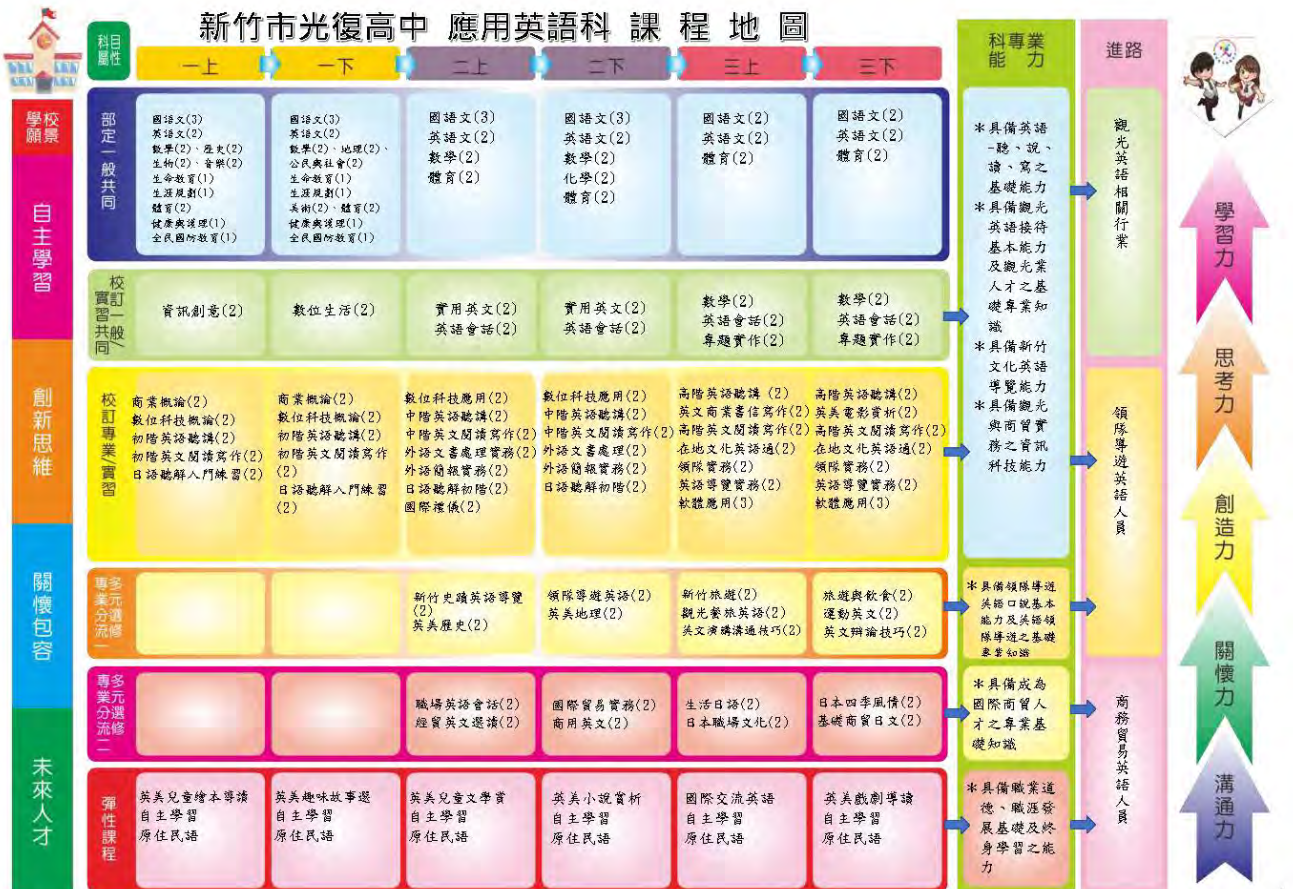 新竹市光復高中 應用英語科 課 程 地 圖
科目
屬性
一上
一下
二上
二下
三上
三下
科專業
能 力
進路
學校
願景
自主學習
創新思維
關懷包容
未來人才
部定一般共同
國語文(3)
英語文(2)
數學(2)、歷史(2)
生物(2)、音樂(2)
生命教育(1)
生涯規劃(1)
體育(2)
健康與護理(1)
全民國防教育(1)
國語文(3)
英語文(2)
數學(2)、地理(2)、
公民與社會(2)
生命教育(1)
生涯規劃(1)
美術(2)、體育(2)
健康與護理(1)
全民國防教育(1)
國語文(3)
英語文(2)
數學(2)
體育(2)
國語文(3)
英語文(2)
數學(2)
化學(2)
體育(2)
國語文(2)
英語文(2)
體育(2)
國語文(2)
英語文(2)
體育(2)
校訂一般/
實習共同
資訊創意(2)
數位生活(2)
實用英文(2)
英語會話(2)
實用英文(2)
英語會話(2)
數學(2)
英語會話(2)
專題實作(2)
數學(2)
英語會話(2)
專題實作(2)
校訂專業/實習
商業概論(2)
數位科技概論(2)
初階英語聽講(2)
初階英文閱讀寫作(2)
日語聽解入門練習(2)
商業概論(2)
數位科技概論(2)
初階英語聽講(2)
初階英文閱讀寫作
(2)
日語聽解入門練習
(2)
數位科技應用(2)
中階英語聽講(2)
中階英文閱讀寫作(2)
外語文書處理實務(2)
外語簡報實務(2)
日語聽解初階(2)
國際禮儀(2)
數位科技應用(2)
中階英語聽講(2)
中階英文閱讀寫作(2)
外語文書處理(2)
外語簡報實務(2)
日語聽解初階(2)
高階英語聽講 (2)
英文商業書信寫作(2)
高階英文閱讀寫作(2)
在地文化英語通(2)
領隊實務(2)
英語導覽實務(2)
軟體應用(3)
高階英語聽講(2)
英美電影賞析(2)
高階英文閱讀寫作(2)
在地文化英語通(2)
領隊實務(2)
英語導覽實務(2)
軟體應用(3)
多元選修
專業分流一
新竹史蹟英語導覽
(2)
英美歷史(2)
領隊導遊英語(2)
英美地理(2)
新竹旅遊(2)
觀光餐旅英語(2)
英文演講溝通技巧(2)
旅遊與飲食(2)
運動英文(2)
英文辯論技巧(2)
多元選修
專業分流二
職場英語會話(2)
經貿英文選讀(2)
國際貿易實務(2)
商用英文(2)
生活日語(2)
日本職場文化(2)
日本四季風情(2)
基礎商貿日文(2)
彈性課程
英美兒童繪本導讀
自主學習
原住民語
英美趣味故事選
自主學習
原住民語
英美兒童文學賞
自主學習
原住民語
英美小說賞析
自主學習
原住民語
國際交流英語
自主學習
原住民語
英美戲劇導讀
自主學習
原住民語
*具備英語
-聽、說、
讀、寫之
基礎能力
*具備觀光
英語接待
基本能力
及觀光業
人才之基
礎專業知
識
*具備新竹
文化英語
導覽能力
*具備觀光
與商貿實
務之資訊
科技能力
*具備領隊導遊
英語口說基本
能力及英語領
隊導遊之基礎
專業知識
*具備成為
國際商貿人
才之專業基
礎知識
*具備職業道
德、職涯發
展基礎及終
身學習之能
力
觀光英語相關行業
領隊導遊英語人員
商務貿易英語人員
學習力
思考力
創造力
關懷力
溝通力